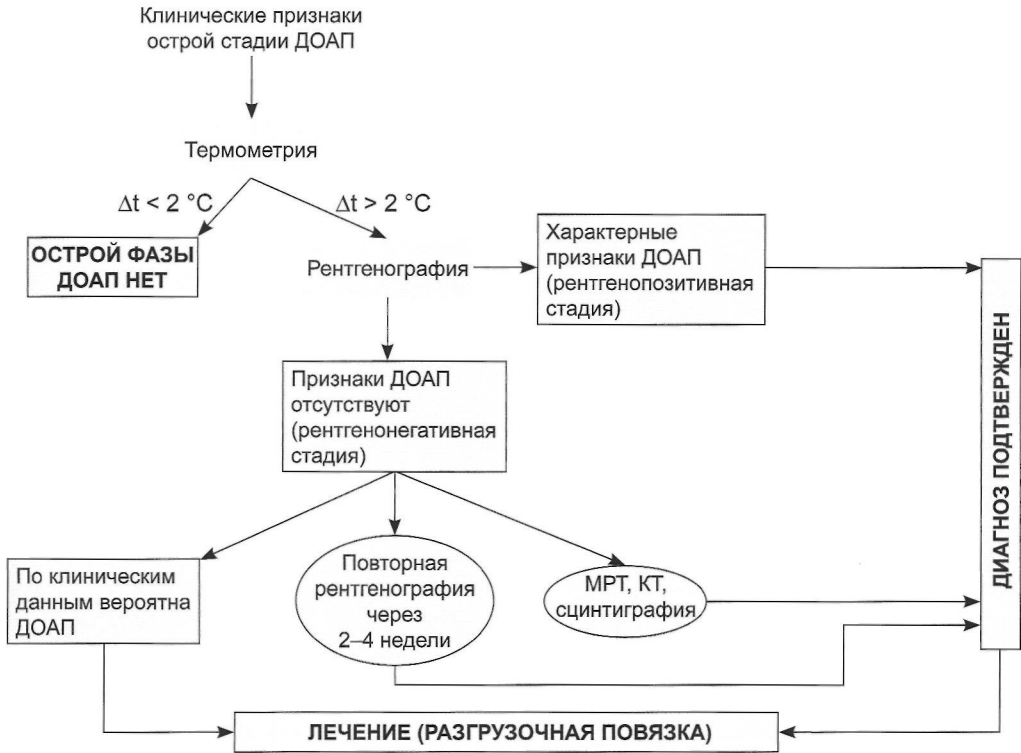 Клинические признаки
острой стадии ДОАП
Термометрия
Δt < 2 °C
Δt > 2 °C
ОСТРОЙ ФАЗЫ
ДОАП НЕТ
Рентгенография
Характерные
признаки ДОАП
(рентгенопозитивная
стадия)
Признаки ДОАП
отсутствуют
(рентгенонегативная
стадия)
ДИАГНОЗ ПОДТВЕРЖДЕН
По клиническим
данным вероятна
ДОАП
Повторная
рентгенография
через
2–4 недели
МРТ, КТ,
сцинтиграфия
ЛЕЧЕНИЕ (РАЗГРУЗОЧНАЯ ПОВЯЗКА)